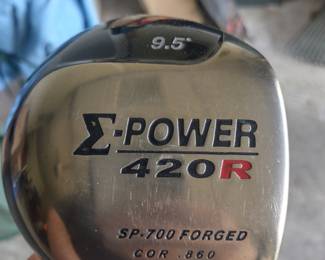 9.5°
Σ-POWER
420R
SP-700 FORGED
COR .860